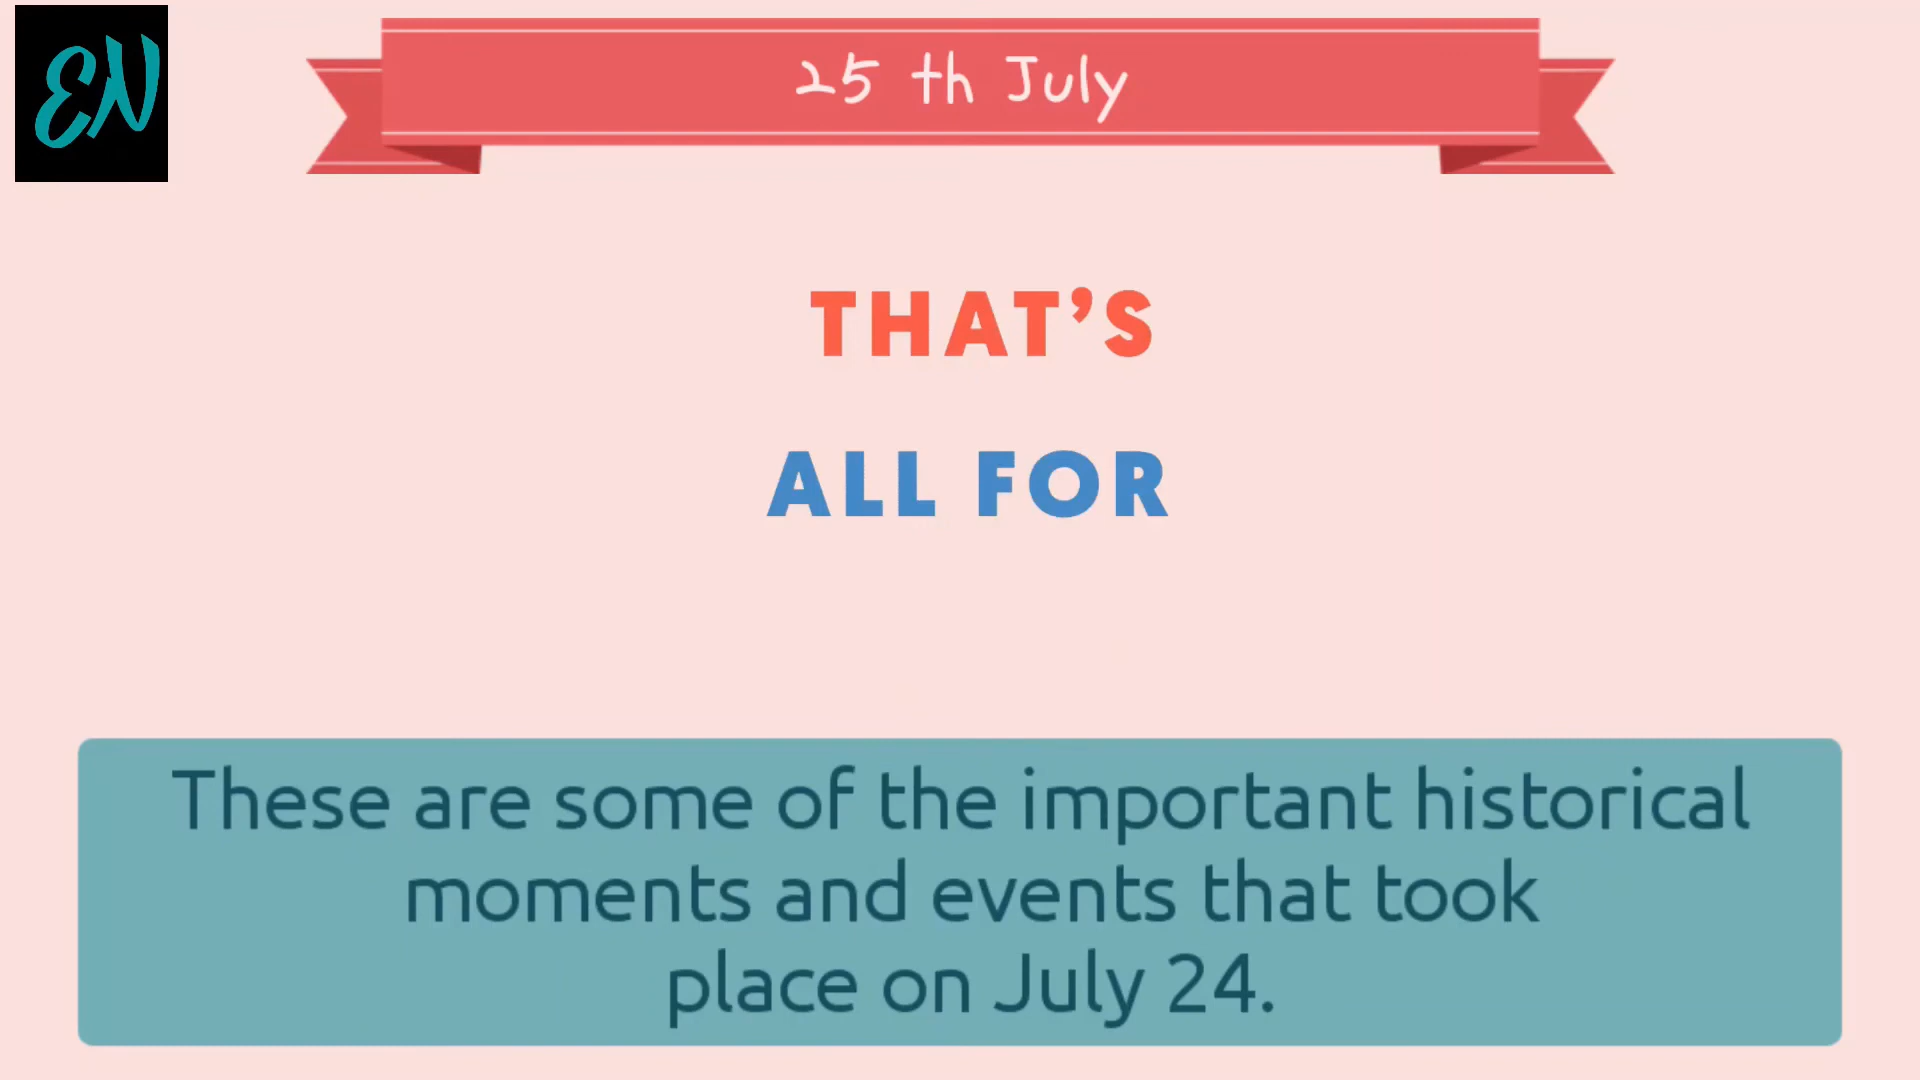 EN
25 th July
THAT'S
ALL FOR
These are some of the important historical
moments and events that took
place on July 24.